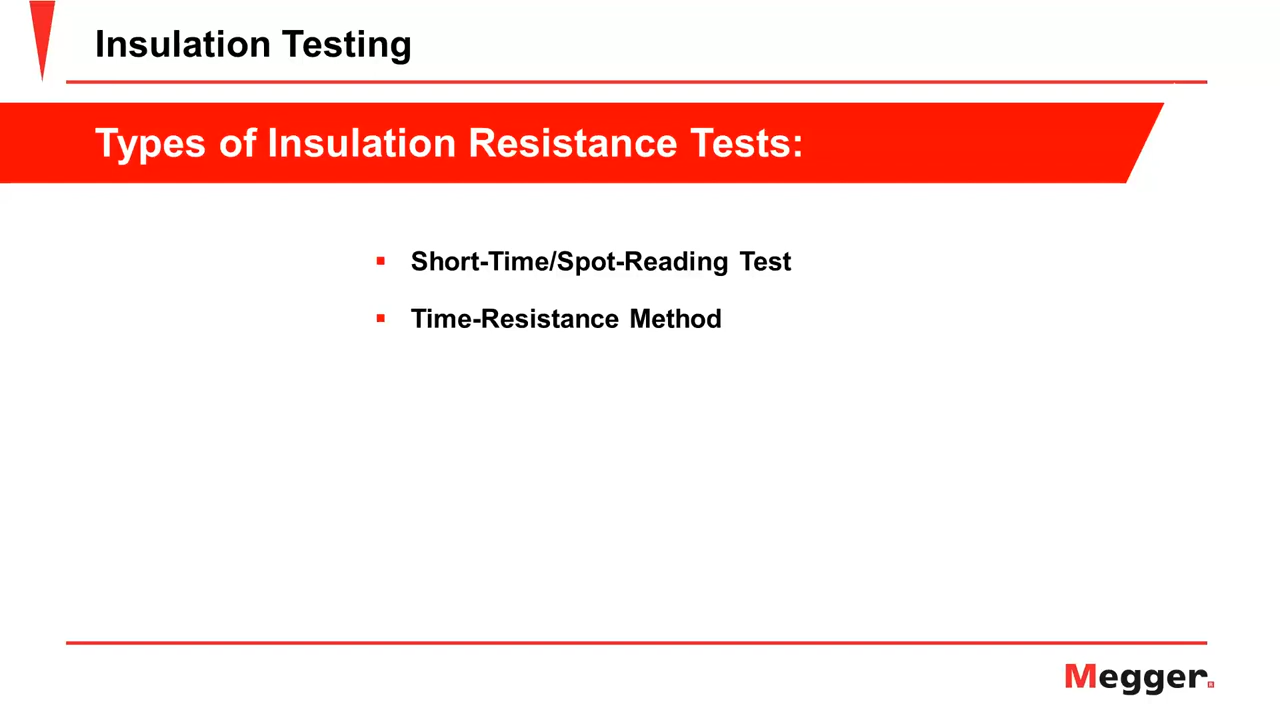 Insulation Testing
Types of Insulation Resistance Tests:
Short-Time/Spot-Reading Test
Time-Resistance Method
Megger.